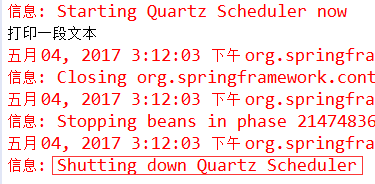 信息: Starting Quartz Scheduler now
打印一段文本
五月 04, 2017 3:12:03 下午 org.springfra
信息: Closing org.springframework.cont
五月 04, 2017 3:12:03 下午 org.springfra
信息: Stopping beans in phase 21474836
五月 04, 2017 3:12:03 下午 org.springfra
信息: Shutting down Quartz Scheduler